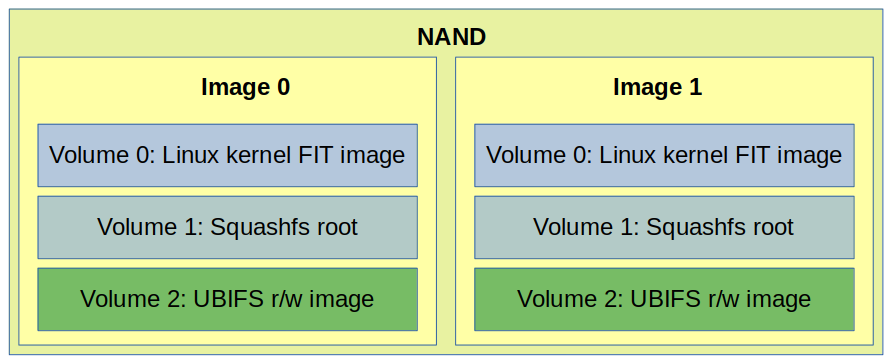 NAND
Image 0
Volume 0: Linux kernel FIT image
Volume 1: Squashfs root
Volume 2: UBIFS r/w image
Image 1
Volume 0: Linux kernel FIT image
Volume 1: Squashfs root
Volume 2: UBIFS r/w image